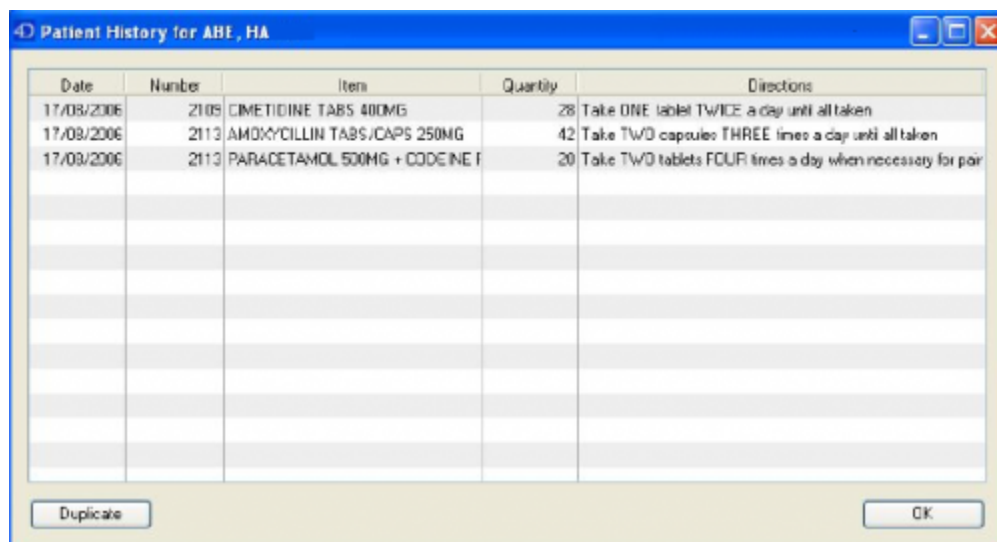 Patient History for ABE, HA
Date Number Item Quantity Directions
17/08/2006 2109 CIMETIDINE TABS 400MG 28 Take ONE tablet TWICE a day until all taken
17/08/2006 2113 AMOXYCILLIN TABS/CAPS 250MG 42 Take TWO capsules THREE times a day until all taken
17/08/2006 2113 PARACETAMOL 500MG + CODEINE 20 Take TWO tablets FOUR times a day when necessary for pain
Duplicate OK